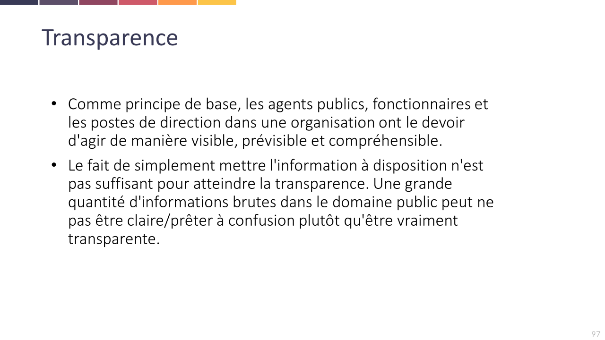 Transparence
• Comme principe de base, les agents publics, fonctionnaires et
les postes de direction dans une organisation ont le devoir
d'agir de manière visible, prévisible et compréhensible.
• Le fait de simplement mettre l'information à disposition n'est
pas suffisant pour atteindre la transparence. Une grande
quantité d'informations brutes dans le domaine public peut ne
pas être claire/prêter à confusion plutôt qu'être vraiment
transparente.
97